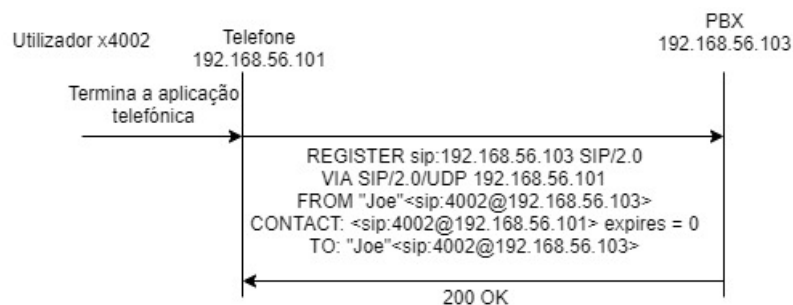 Utilizador x4002
Telefone
192.168.56.101
PBX
192.168.56.103
Termina a aplicação
telefónica
REGISTER sip:192.168.56.103 SIP/2.0
VIA SIP/2.0/UDP 192.168.56.101
FROM "Joe"<sip:4002@192.168.56.103>
CONTACT: <sip:4002@192.168.56.101> expires = 0
TO: "Joe"<sip:4002@192.168.56.103>
200 OK